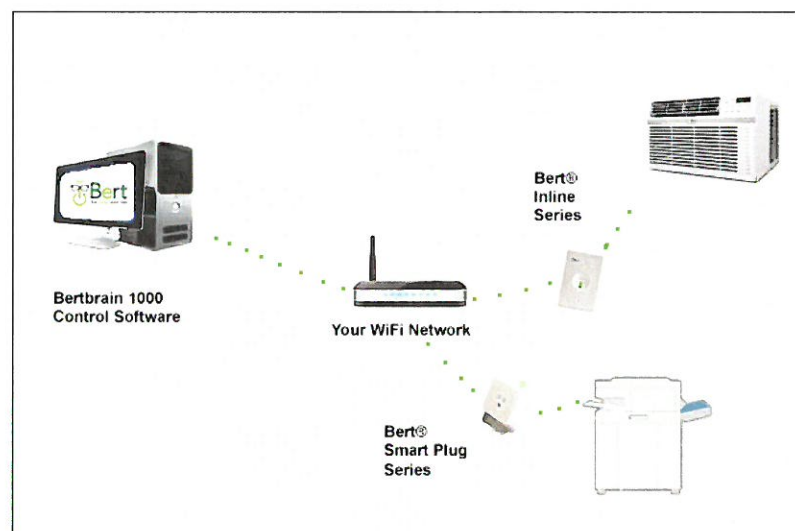 Bert
Bertbrain 1000
Control Software
Your WiFi Network
Bert®
Inline
Series
Bert®
Smart Plug
Series